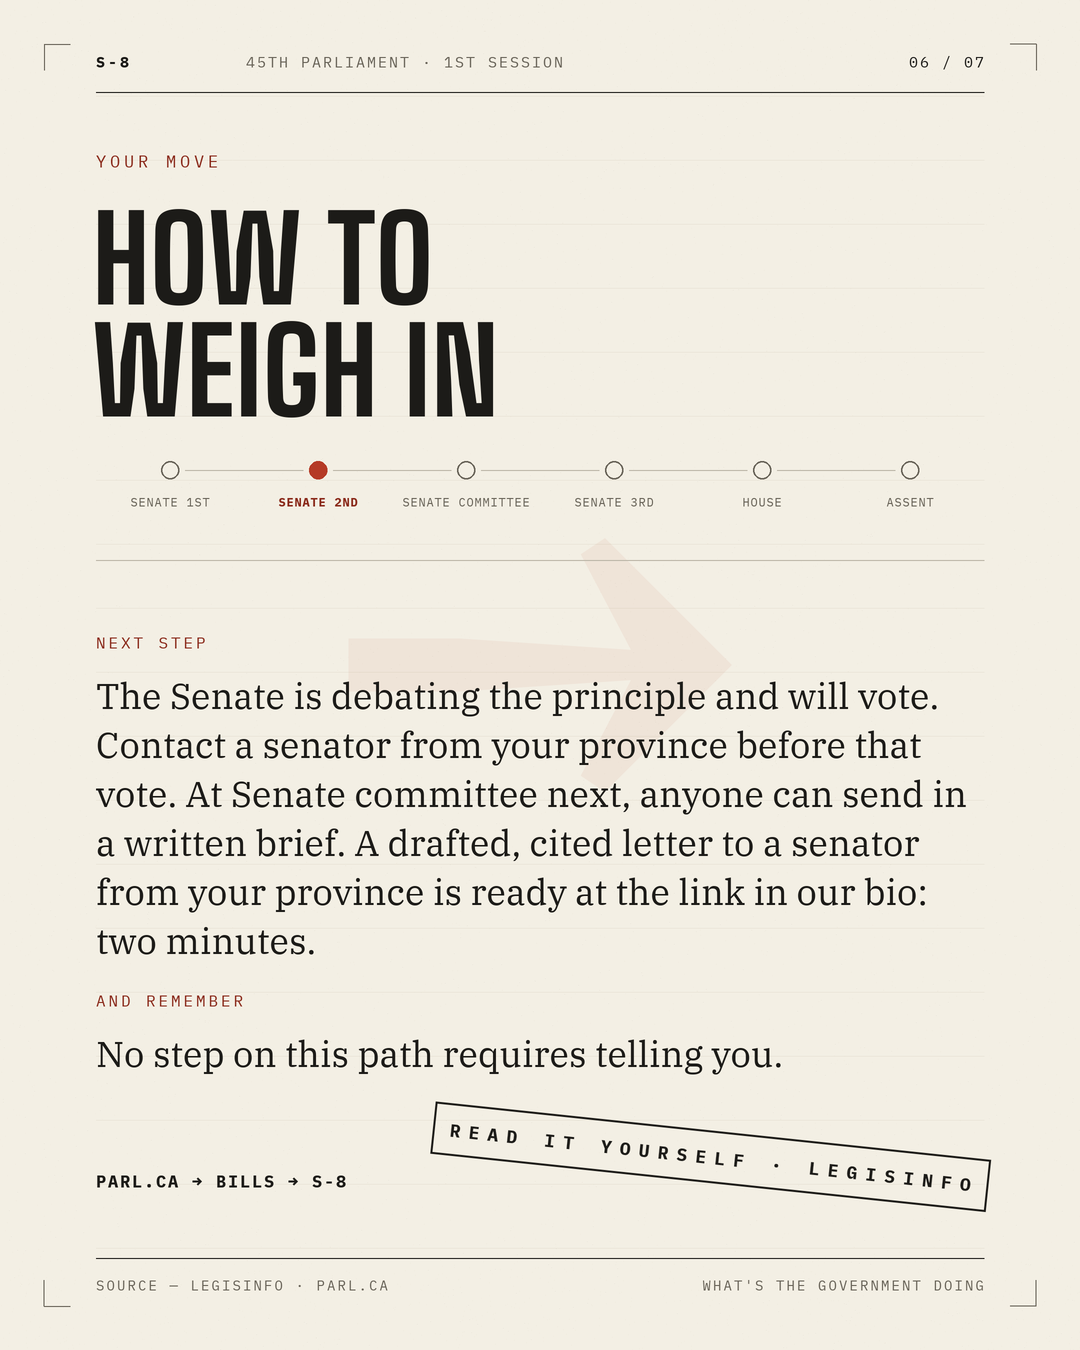 S-8 45TH PARLIAMENT · 1ST SESSION 06 / 07
YOUR MOVE
HOW TO
WEIGH IN
SENATE 1ST SENATE 2ND SENATE COMMITTEE SENATE 3RD HOUSE ASSENT
NEXT STEP
The Senate is debating the principle and will vote.
Contact a senator from your province before that
vote. At Senate committee next, anyone can send in
a written brief. A drafted, cited letter to a senator
from your province is ready at the link in our bio:
two minutes.
AND REMEMBER
No step on this path requires telling you.
READ IT YOURSELF · LEGISINFO
PARL.CA → BILLS → S-8
SOURCE — LEGISINFO · PARL.CA WHAT'S THE GOVERNMENT DOING